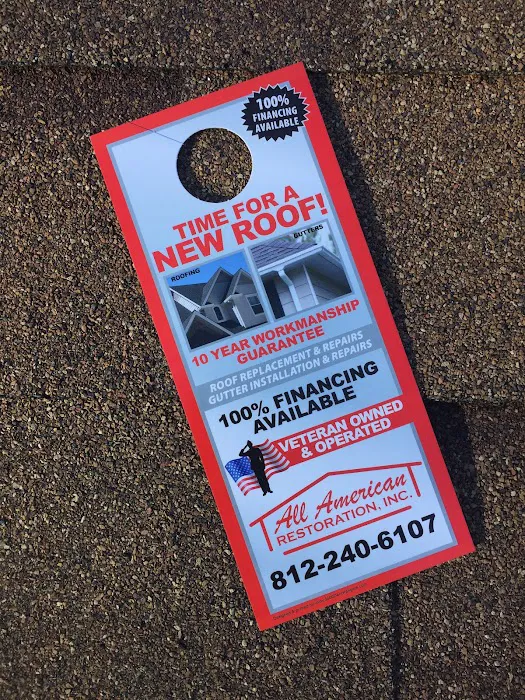 100%
FINANCING
AVAILABLE
TIME FOR A
NEW ROOF!
ROOFING
GUTTERS
10 YEAR WORKMANSHIP
GUARANTEE
ROOF REPLACEMENT & REPAIRS
GUTTER INSTALLATION & REPAIRS
100% FINANCING
AVAILABLE
VETERAN OWNED
& OPERATED
All American
RESTORATION, INC.
812-240-6107